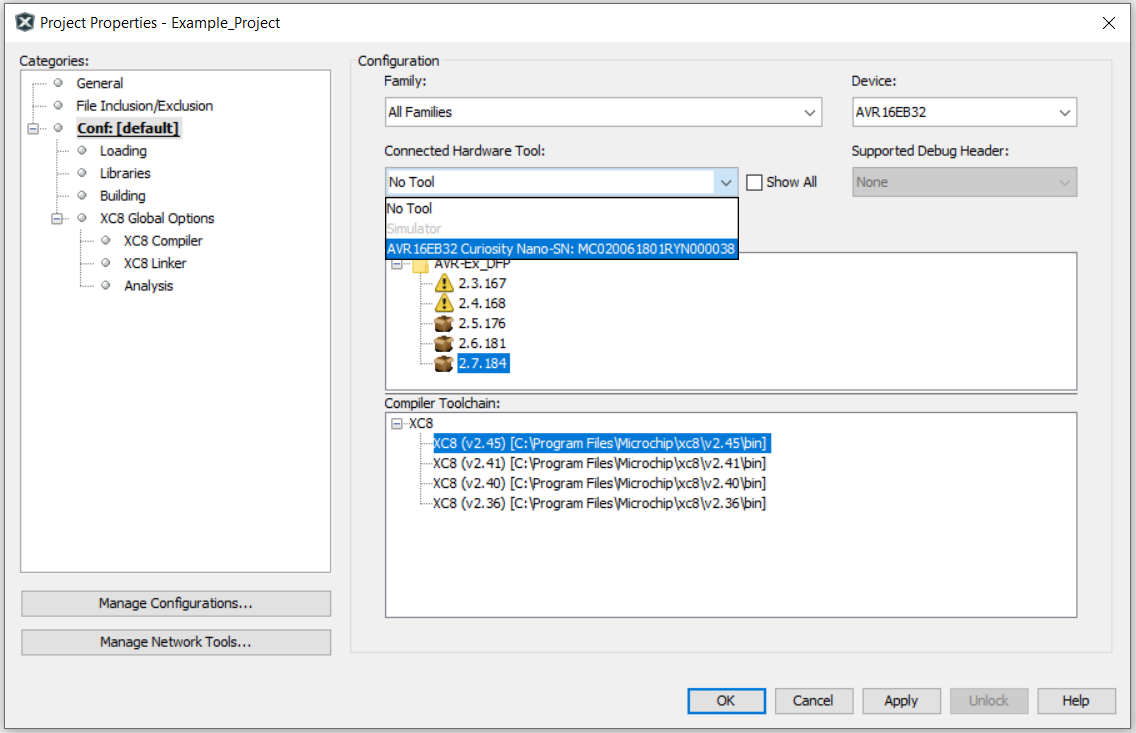 Project Properties - Example_Project
Categories:
General
File Inclusion/Exclusion
Conf: [default]
Loading
Libraries
Building
XC8 Global Options
XC8 Compiler
XC8 Linker
Analysis
Manage Configurations...
Manage Network Tools...
Configuration
Family:
All Families
Device:
AVR16EB32
Connected Hardware Tool:
No Tool
Show All
Supported Debug Header:
None
No Tool
Simulator
AVR16EB32 Curiosity Nano-SN: MC020061801RYN000038
AVR-Ex_DFP
2.3.167
2.4.168
2.5.176
2.6.181
2.7.184
Compiler Toolchain:
XC8
XC8 (v2.45) [C:\Program Files\Microchip\xc8\v2.45\bin]
XC8 (v2.41) [C:\Program Files\Microchip\xc8\v2.41\bin]
XC8 (v2.40) [C:\Program Files\Microchip\xc8\v2.40\bin]
XC8 (v2.36) [C:\Program Files\Microchip\xc8\v2.36\bin]
OK
Cancel
Apply
Unlock
Help